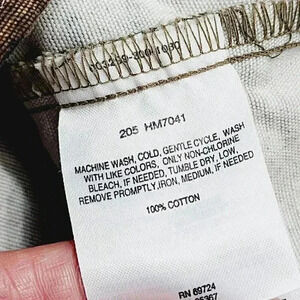 205 HM7041
MACHINE WASH, COLD, GENTLE CYCLE, WASH
WITH LIKE COLORS, ONLY NON-CHLORINE
BLEACH, IF NEEDED, TUMBLE DRY, LOW,
REMOVE PROMPTLY.IRON, MEDIUM, IF NEEDED
100% COTTON
RN 69724